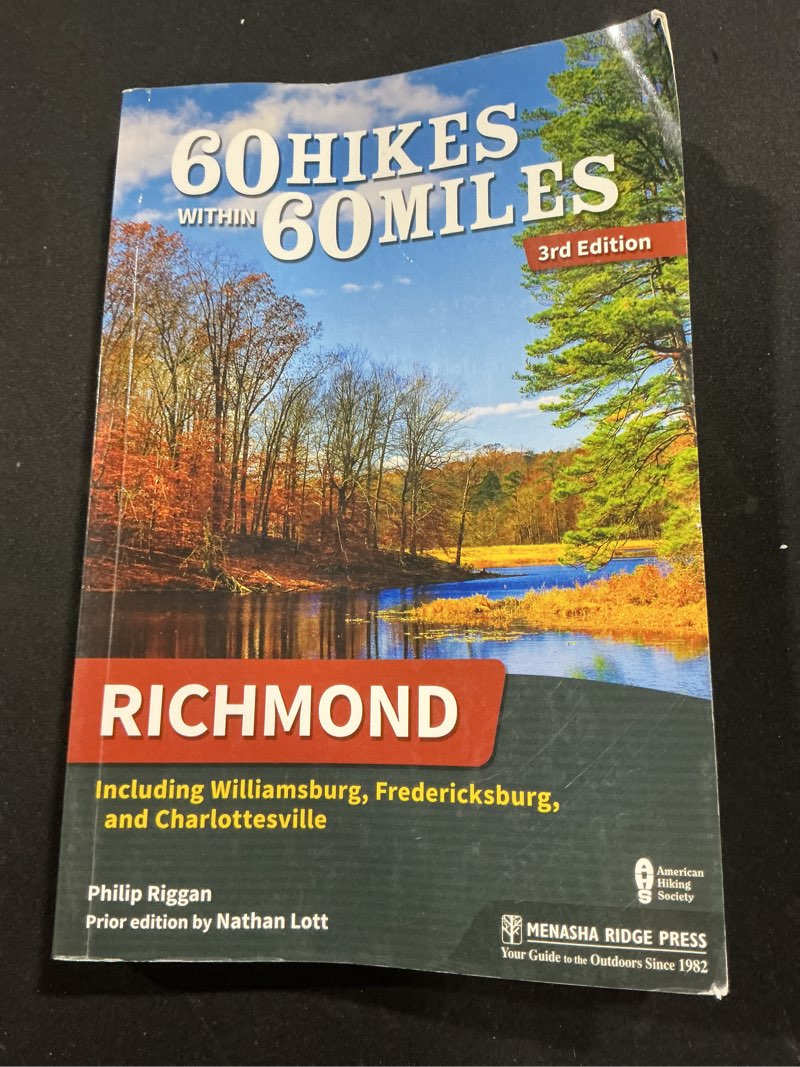 60 HIKES
WITHIN 60 MILES
3rd Edition
RICHMOND
Including Williamsburg, Fredericksburg,
and Charlottesville
Philip Riggan
Prior edition by Nathan Lott
AHS
American
Hiking
Society
MENASHA RIDGE PRESS
Your Guide to the Outdoors Since 1982